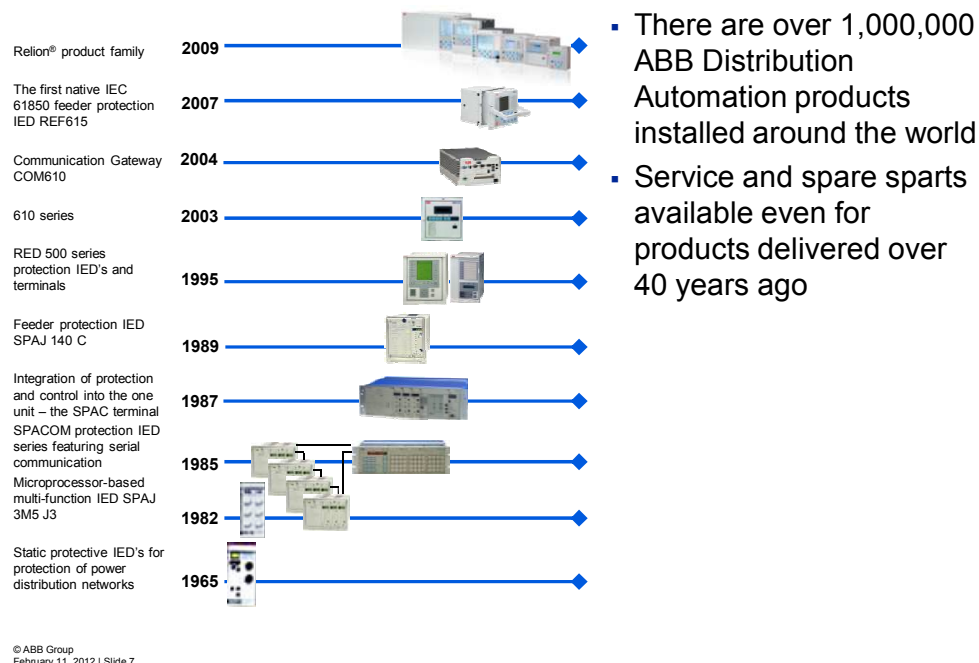 Relion® product family
2009
The first native IEC
61850 feeder protection
IED REF615
2007
Communication Gateway
COM610
2004
610 series
2003
RED 500 series
protection IED's and
terminals
1995
Feeder protection IED
SPAJ 140 C
1989
Integration of protection
and control into the one
unit – the SPAC terminal
1987
SPACOM protection IED
series featuring serial
communication
1985
Microprocessor-based
multi-function IED SPAJ
3M5 J3
1982
Static protective IED's for
protection of power
distribution networks
1965
▪ There are over 1,000,000
ABB Distribution
Automation products
installed around the world
▪ Service and spare sparts
available even for
products delivered over
40 years ago
© ABB Group
February 11, 2012 | Slide 7